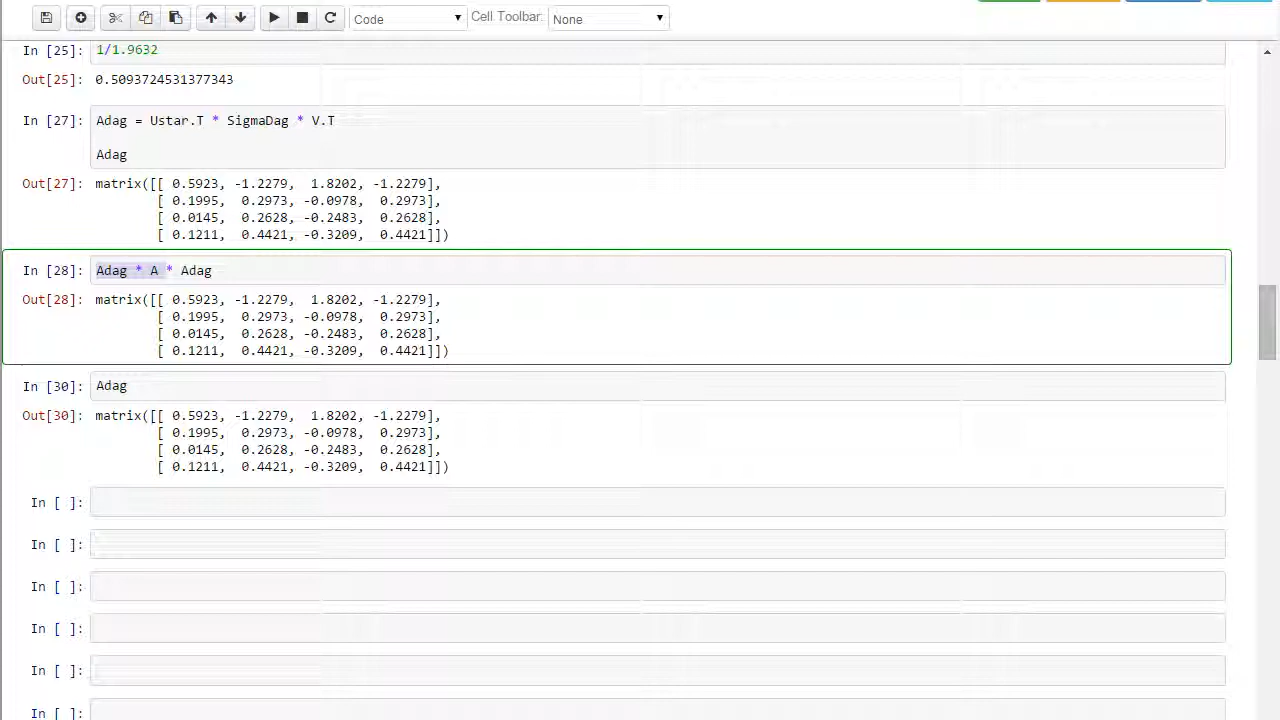 Code
Cell Toolbar:
None
In [25]: 1/1.9632
Out[25]: 0.5093724531377343
In [27]: Adag = Ustar.T * SigmaDag * V.T
Adag
Out[27]: matrix([[ 0.5923, -1.2279,  1.8202, -1.2279],
[ 0.1995,  0.2973, -0.0978,  0.2973],
[ 0.0145,  0.2628, -0.2483,  0.2628],
[ 0.1211,  0.4421, -0.3209,  0.4421]])
In [28]: Adag * A * Adag
Out[28]: matrix([[ 0.5923, -1.2279,  1.8202, -1.2279],
[ 0.1995,  0.2973, -0.0978,  0.2973],
[ 0.0145,  0.2628, -0.2483,  0.2628],
[ 0.1211,  0.4421, -0.3209,  0.4421]])
In [30]: Adag
Out[30]: matrix([[ 0.5923, -1.2279,  1.8202, -1.2279],
[ 0.1995,  0.2973, -0.0978,  0.2973],
[ 0.0145,  0.2628, -0.2483,  0.2628],
[ 0.1211,  0.4421, -0.3209,  0.4421]])
In [ ]:
In [ ]:
In [ ]:
In [ ]:
In [ ]:
In [ ]: